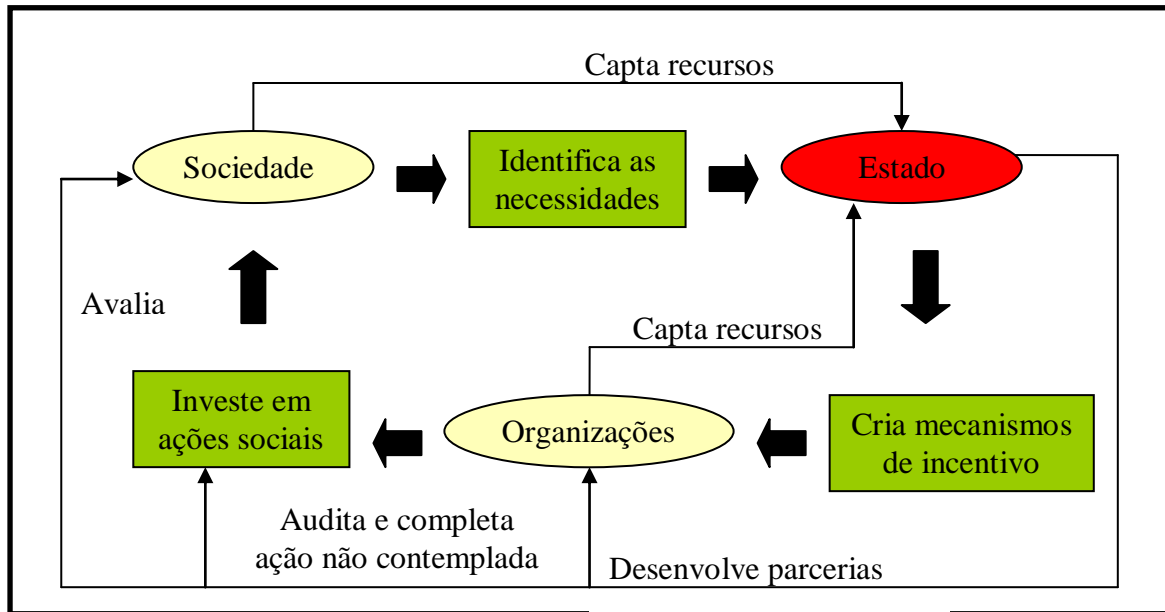 Capta recursos
Sociedade
Identifica as
necessidades
Estado
Avalia
Capta recursos
Investe em
ações sociais
Organizações
Cria mecanismos
de incentivo
Audita e completa
ação não contemplada
Desenvolve parcerias